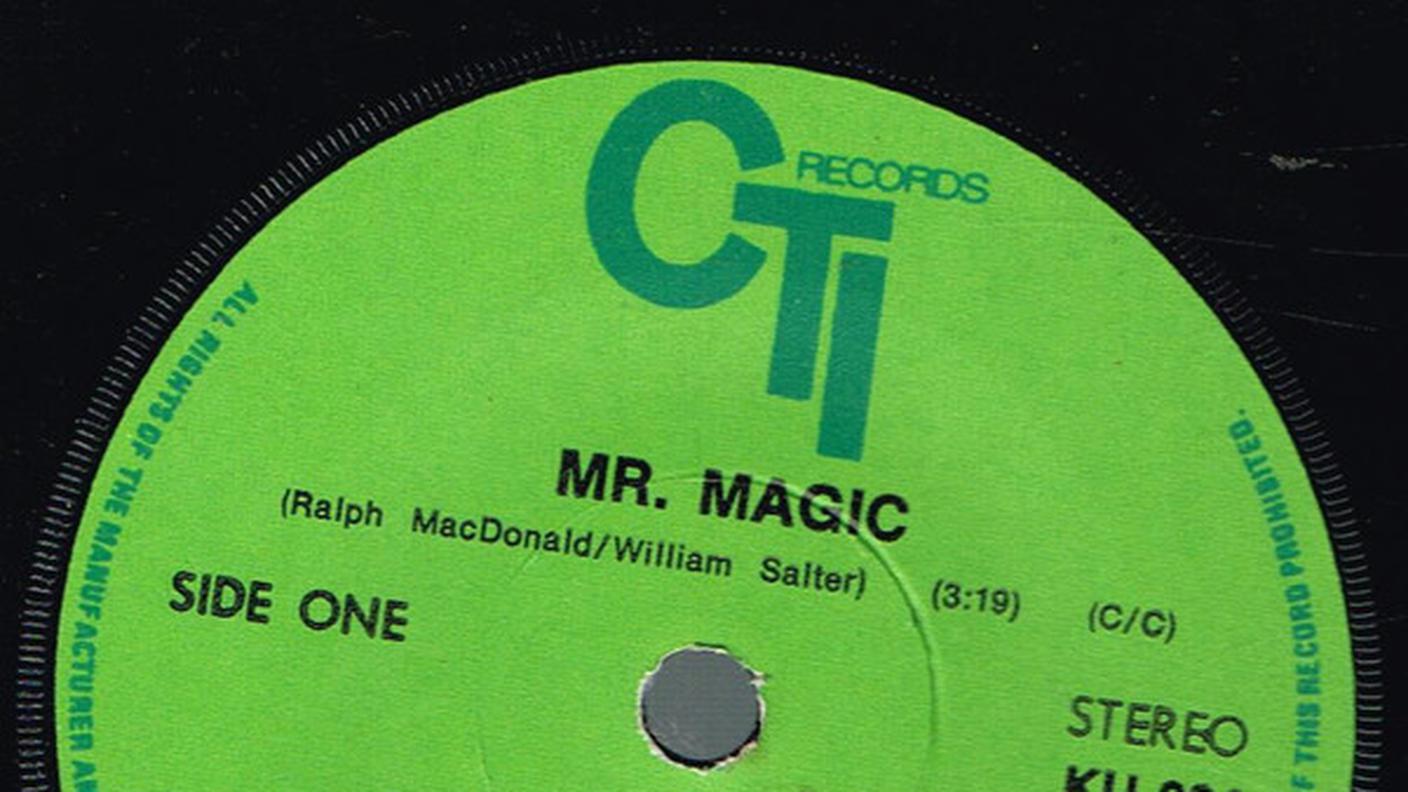 CTI RECORDS
MR. MAGIC
(Ralph MacDonald/William Salter) (3:19) (C/C)
SIDE ONE
STEREO
ALL RIGHTS OF THE MANUFACTURER
THIS RECORD PROHIBITED.